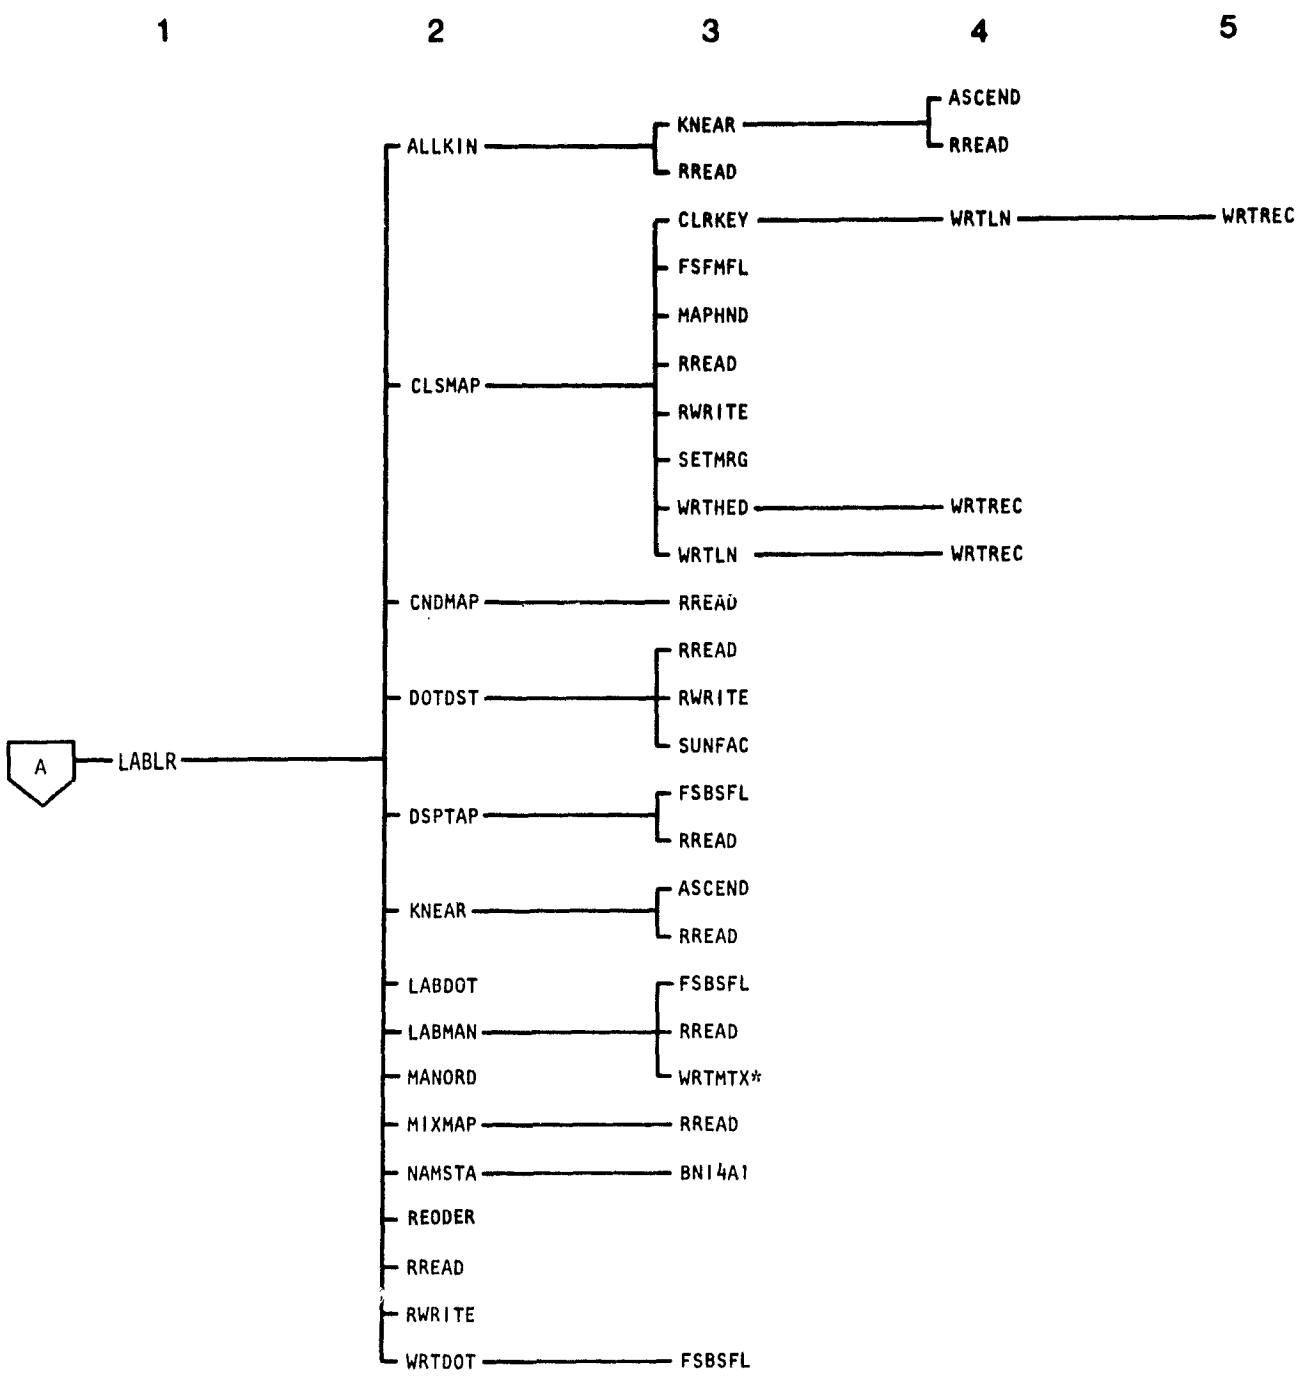 1 2 3 4 5
ASCEND
KNEAR
ALLKIN RREAD
RREAD
CLRKEY WRTLN WRTREC
FSFMFL
MAPHND
RREAD
CLSMAP
RWRITE
SETMRG
WRTHED WRTREC
WRTLN WRTREC
CNDMAP RREAD
RREAD
DOTDST RWRITE
SUNFAC
A LABLR
FSBSFL
DSPTAP
RREAD
ASCEND
KNEAR
RREAD
LABDOT FSBSFL
LABMAN RREAD
MANORD WRTMTX*
MIXMAP RREAD
NAMSTA BNI4A1
REODER
RREAD
RWRITE
WRTDOT FSBSFL